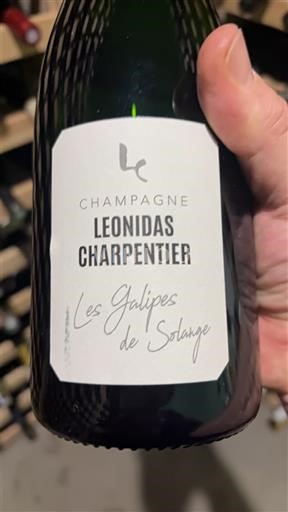 LC
CHAMPAGNE
LEONIDAS
CHARPENTIER
Les Galipes
de Solange